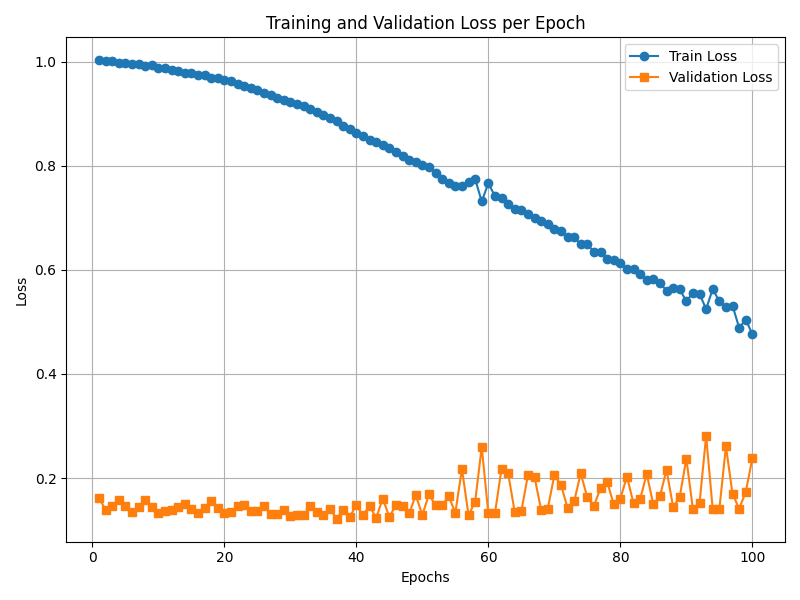 Training and Validation Loss per Epoch
Train Loss
Validation Loss
1.0
0.8
0.6
0.4
0.2
Loss
0 20 40 60 80 100
Epochs